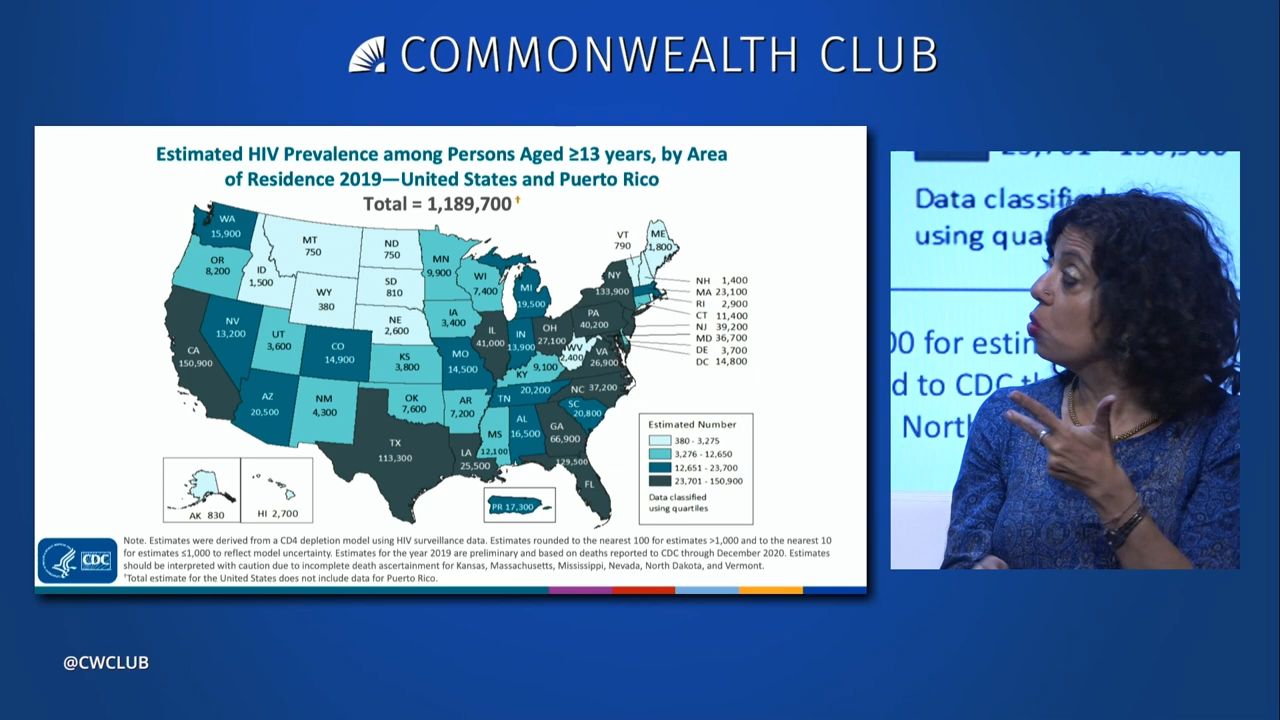 COMMONWEALTH CLUB
Estimated HIV Prevalence among Persons Aged ≥13 years, by Area
of Residence 2019—United States and Puerto Rico
Total = 1,189,700†
WA
15,900
OR
8,200
CA
150,900
NV
13,200
ID
1,500
MT
750
WY
380
UT
3,600
AZ
20,500
CO
14,900
NM
4,300
ND
750
SD
810
NE
2,600
KS
3,800
OK
7,600
TX
113,300
MN
9,900
IA
3,400
MO
14,500
AR
7,200
LA
25,500
WI
7,400
IL
41,000
MI
19,500
IN
13,900
OH
27,100
KY
9,100
TN
20,200
MS
12,100
AL
16,500
GA
66,900
FL
129,500
SC
20,800
NC 37,200
VA
26,900
WV
2,400
PA
40,200
NY
133,900
VT
790
ME
1,800
NH 1,400
MA 23,100
RI 2,900
CT 11,400
NJ 39,200
MD 36,700
DE 3,700
DC 14,800
AK 830
HI 2,700
PR 17,300
Estimated Number
380 - 3,275
3,276 - 12,650
12,651 - 23,700
23,701 - 150,900
Data classified
using quartiles
CDC
Note. Estimates were derived from a CD4 depletion model using HIV surveillance data. Estimates rounded to the nearest 100 for estimates >1,000 and to the nearest 10
for estimates ≤1,000 to reflect model uncertainty. Estimates for the year 2019 are preliminary and based on deaths reported to CDC through December 2020. Estimates
should be interpreted with caution due to incomplete death ascertainment for Kansas, Massachusetts, Mississippi, Nevada, North Dakota, and Vermont.
†Total estimate for the United States does not include data for Puerto Rico.
Data classifi
using qua
00 for estin
d to CDC th
Nort
@CWCLUB